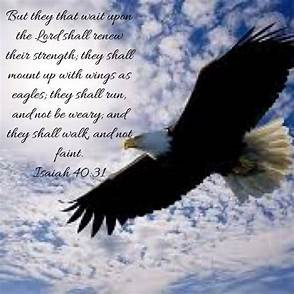 But they that wait upon
the Lord shall renew
their strength; they shall
mount up with wings as
eagles; they shall run,
and not be weary; and
they shall walk, and not
faint.
Isaiah 40:31